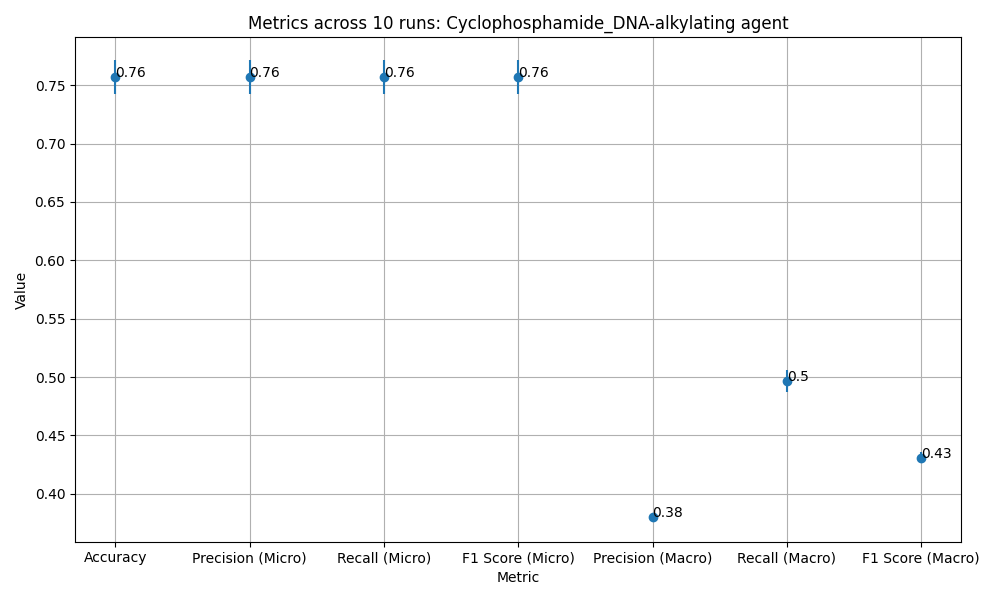 Metrics across 10 runs: Cyclophosphamide_DNA-alkylating agent
Value
0.75
0.70
0.65
0.60
0.55
0.50
0.45
0.40
0.76
0.76
0.76
0.76
0.38
0.5
0.43
Accuracy
Precision (Micro)
Recall (Micro)
F1 Score (Micro)
Precision (Macro)
Recall (Macro)
F1 Score (Macro)
Metric